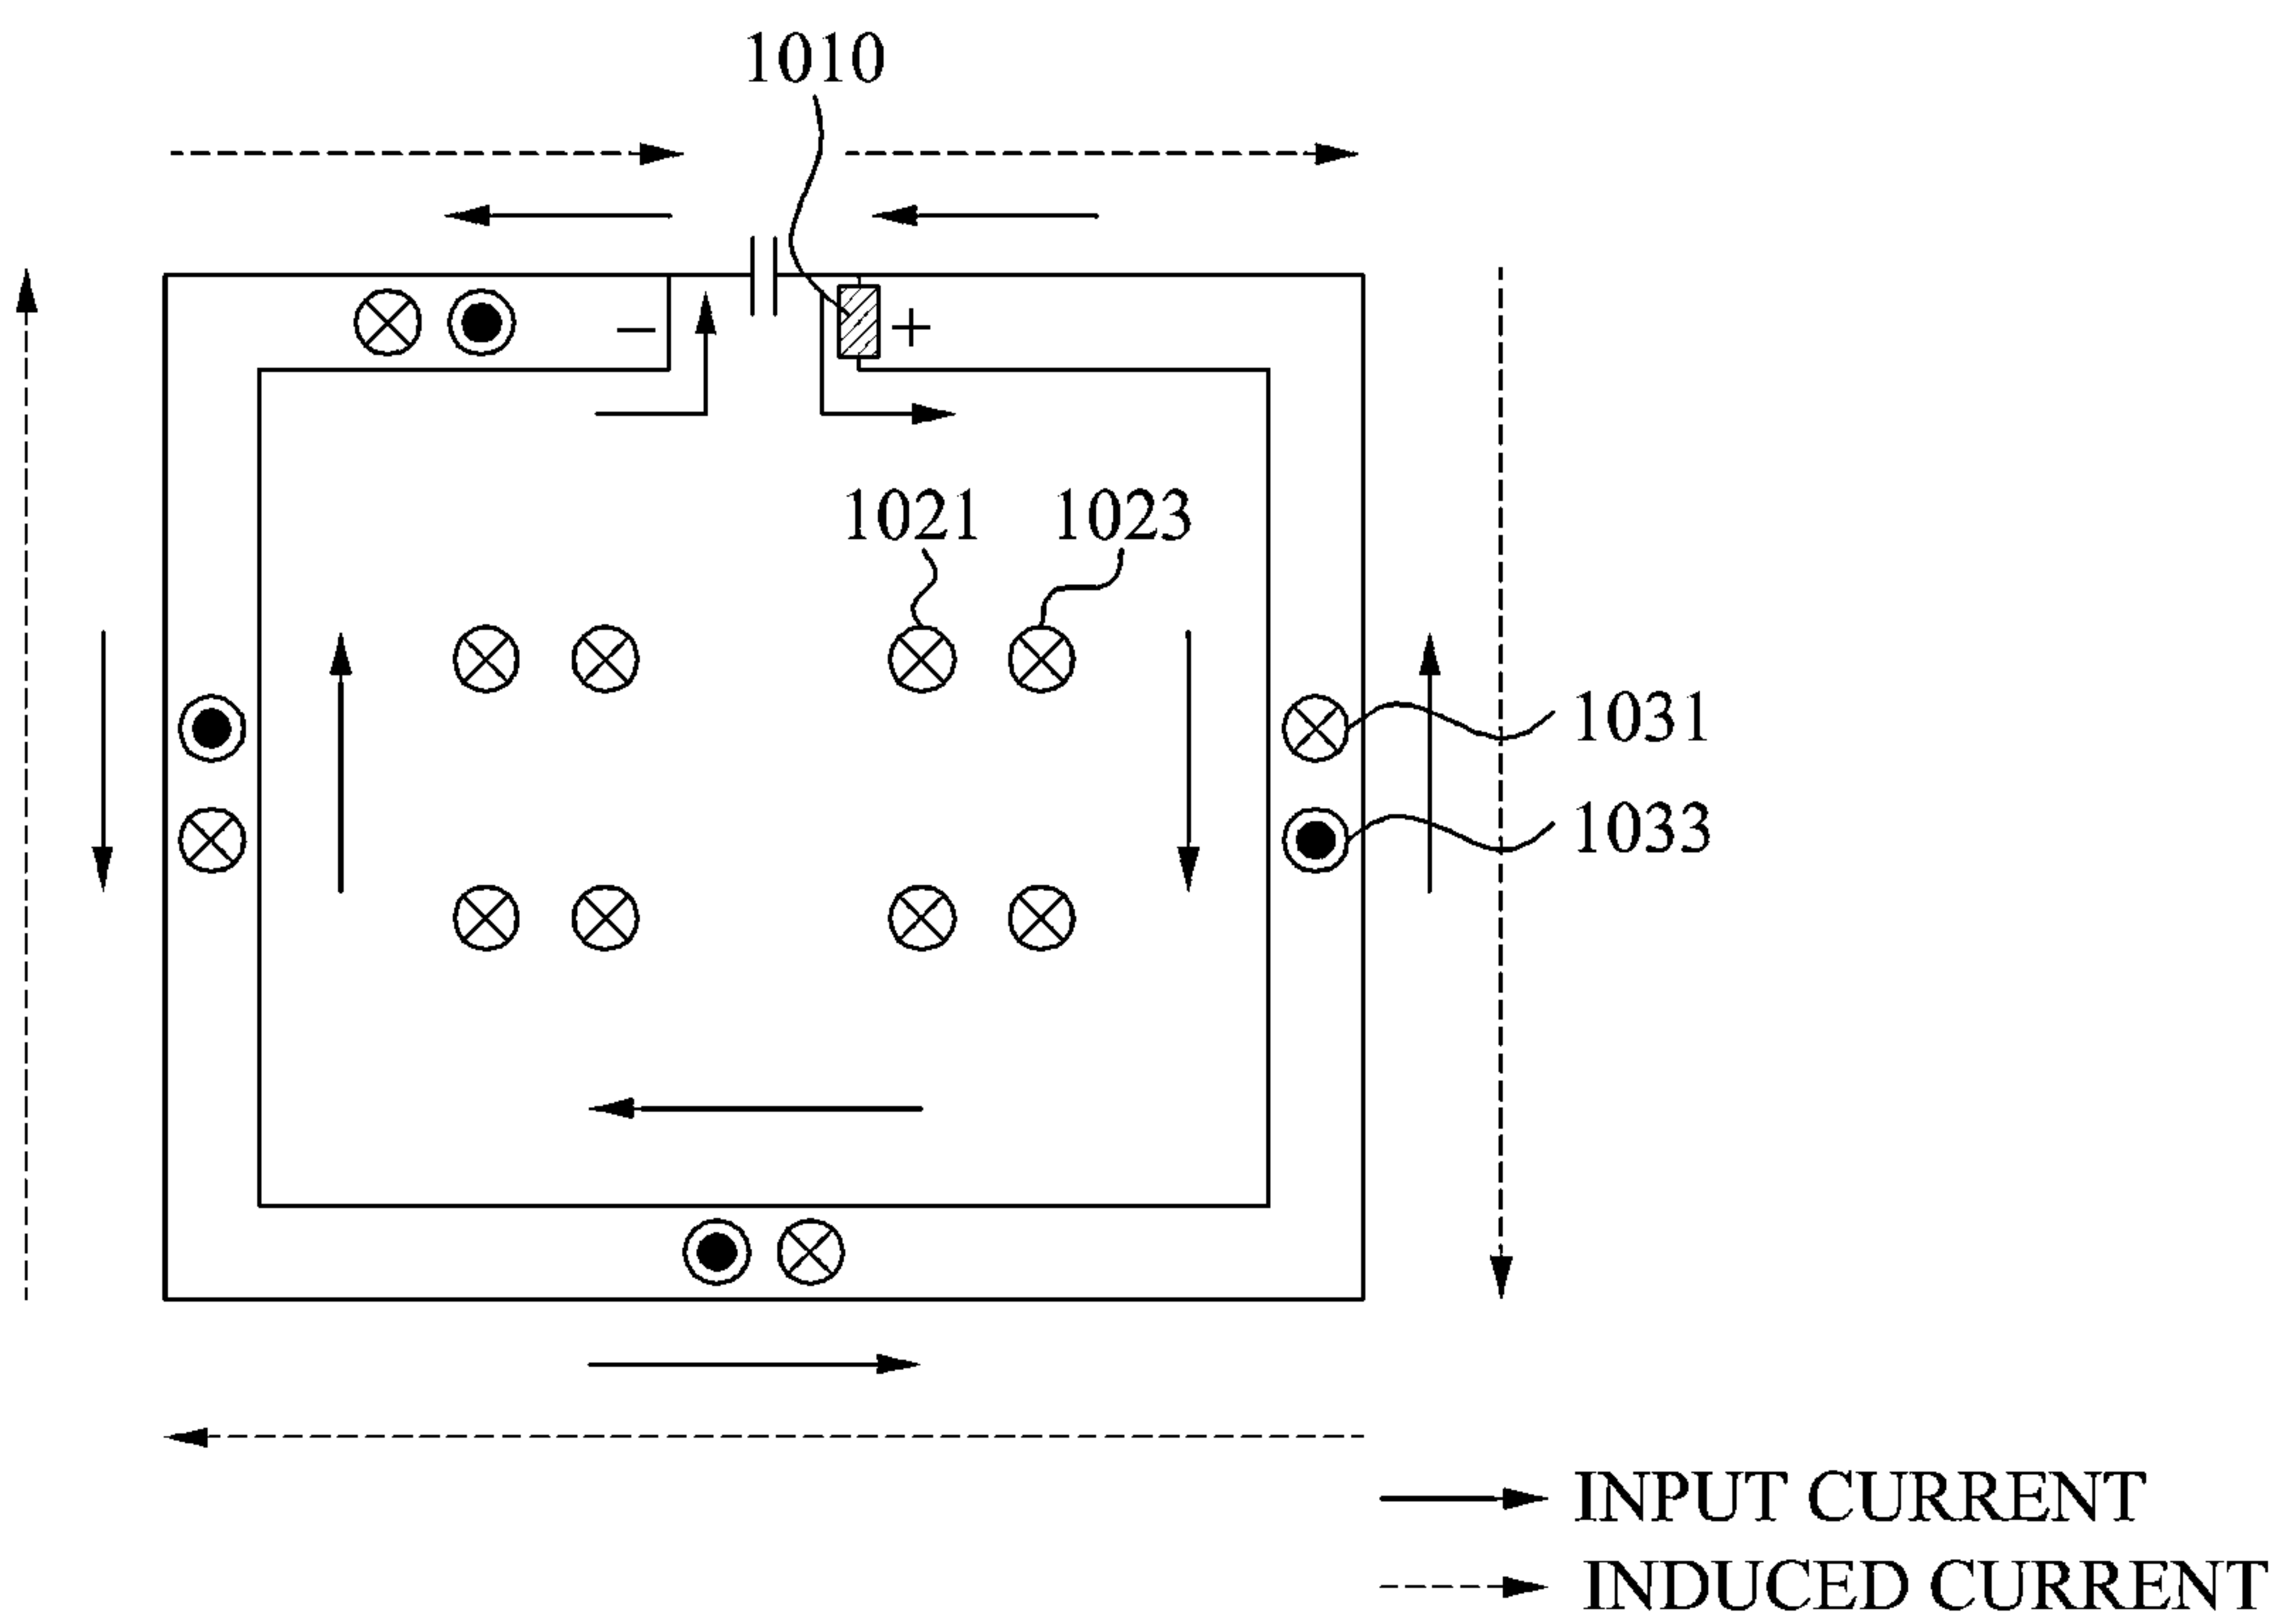 1010
− +
1021 1023
1031
1033
INPUT CURRENT
INDUCED CURRENT